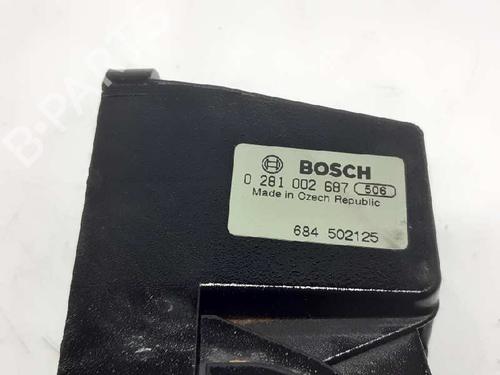 B-PARTS
BOSCH
0 281 002 687 506
Made in Czech Republic
684 502125